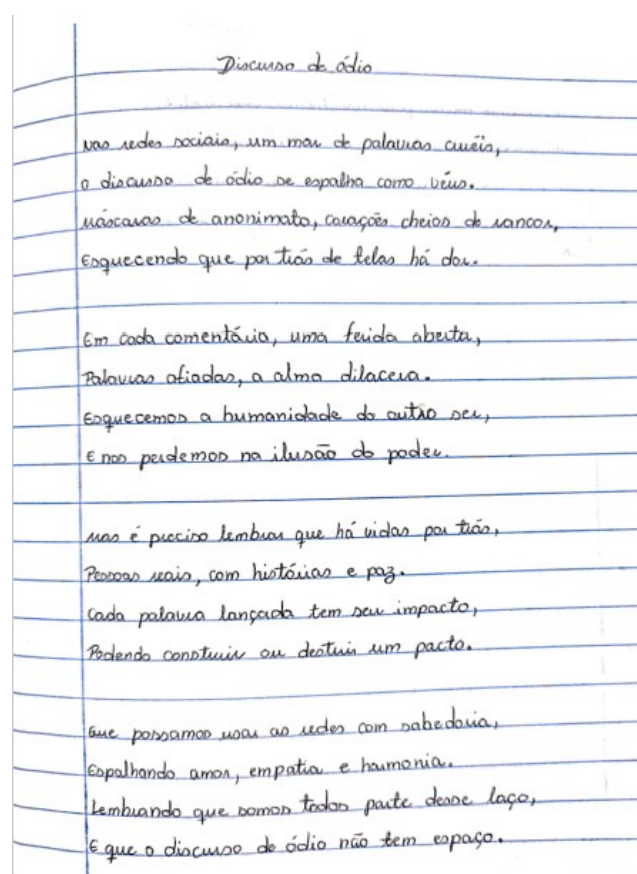 Discurso de ódio
nas redes sociais, um mar de palavras cruéis,
o discurso de ódio se espalha como véus.
máscaras de anonimato, corações cheios de rancor,
Esquecendo que por trás de telas há dor.
Em cada comentário, uma ferida aberta,
Palavras afiadas, a alma dilacera.
Esquecemos a humanidade do outro ser,
E nos perdemos na ilusão do poder.
mas é preciso lembrar que há vidas por trás,
Pessoas reais, com histórias e paz.
Cada palavra lançada tem seu impacto,
Podendo construir ou destruir um pacto.
Que possamos usar as redes com sabedoria,
Espalhando amor, empatia e harmonia.
Lembrando que somos todos parte desse laço,
E que o discurso de ódio não tem espaço.